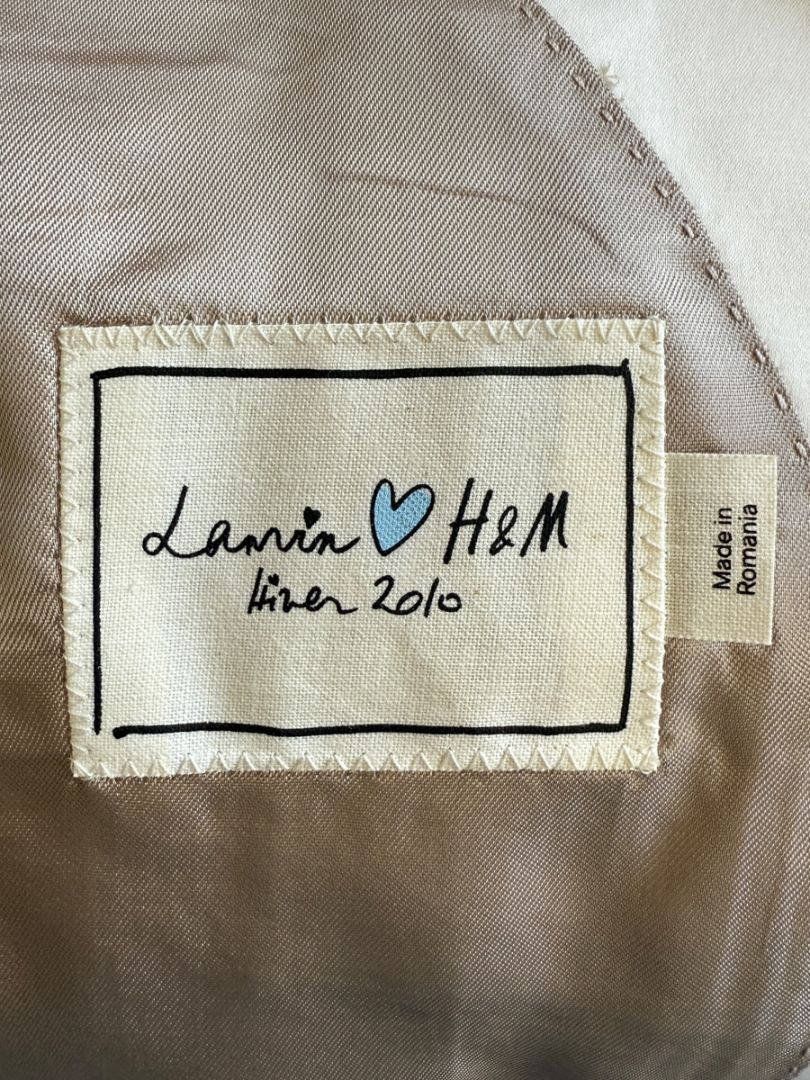 Lanvin 🩵 H&M
Hiver 2010
Made in
Romania